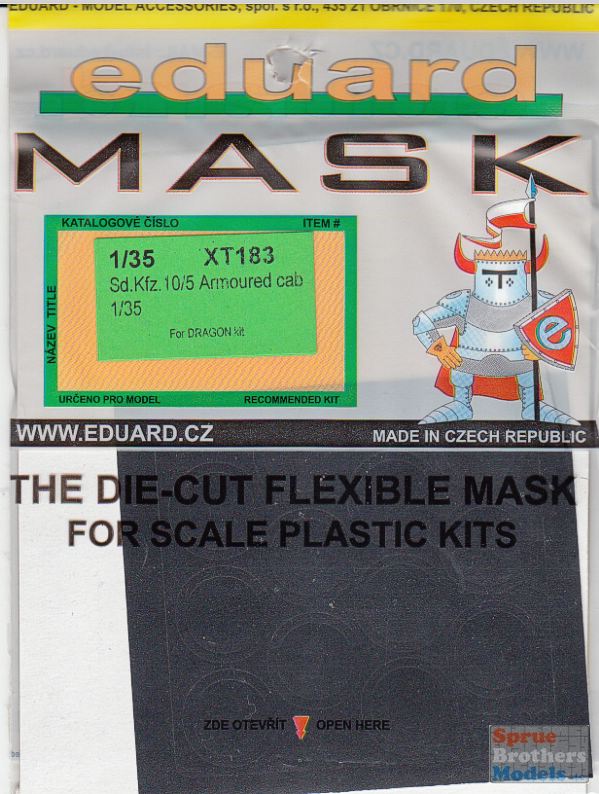 EDUARD - MODEL ACCESSORIES, spol. s r.o., 435 21 OBRNICE 170, CZECH REPUBLIC
eduard
MASK
KATALOGOVÉ ČÍSLO ITEM #
NÁZEV TITLE
1/35 XT183
Sd.Kfz.10/5 Armoured cab
1/35
For DRAGON kit
URČENO PRO MODEL RECOMMENDED KIT
e
WWW.EDUARD.CZ MADE IN CZECH REPUBLIC
THE DIE-CUT FLEXIBLE MASK
FOR SCALE PLASTIC KITS
ZDE OTEVŘÍT OPEN HERE
Sprue
Brothers
Models